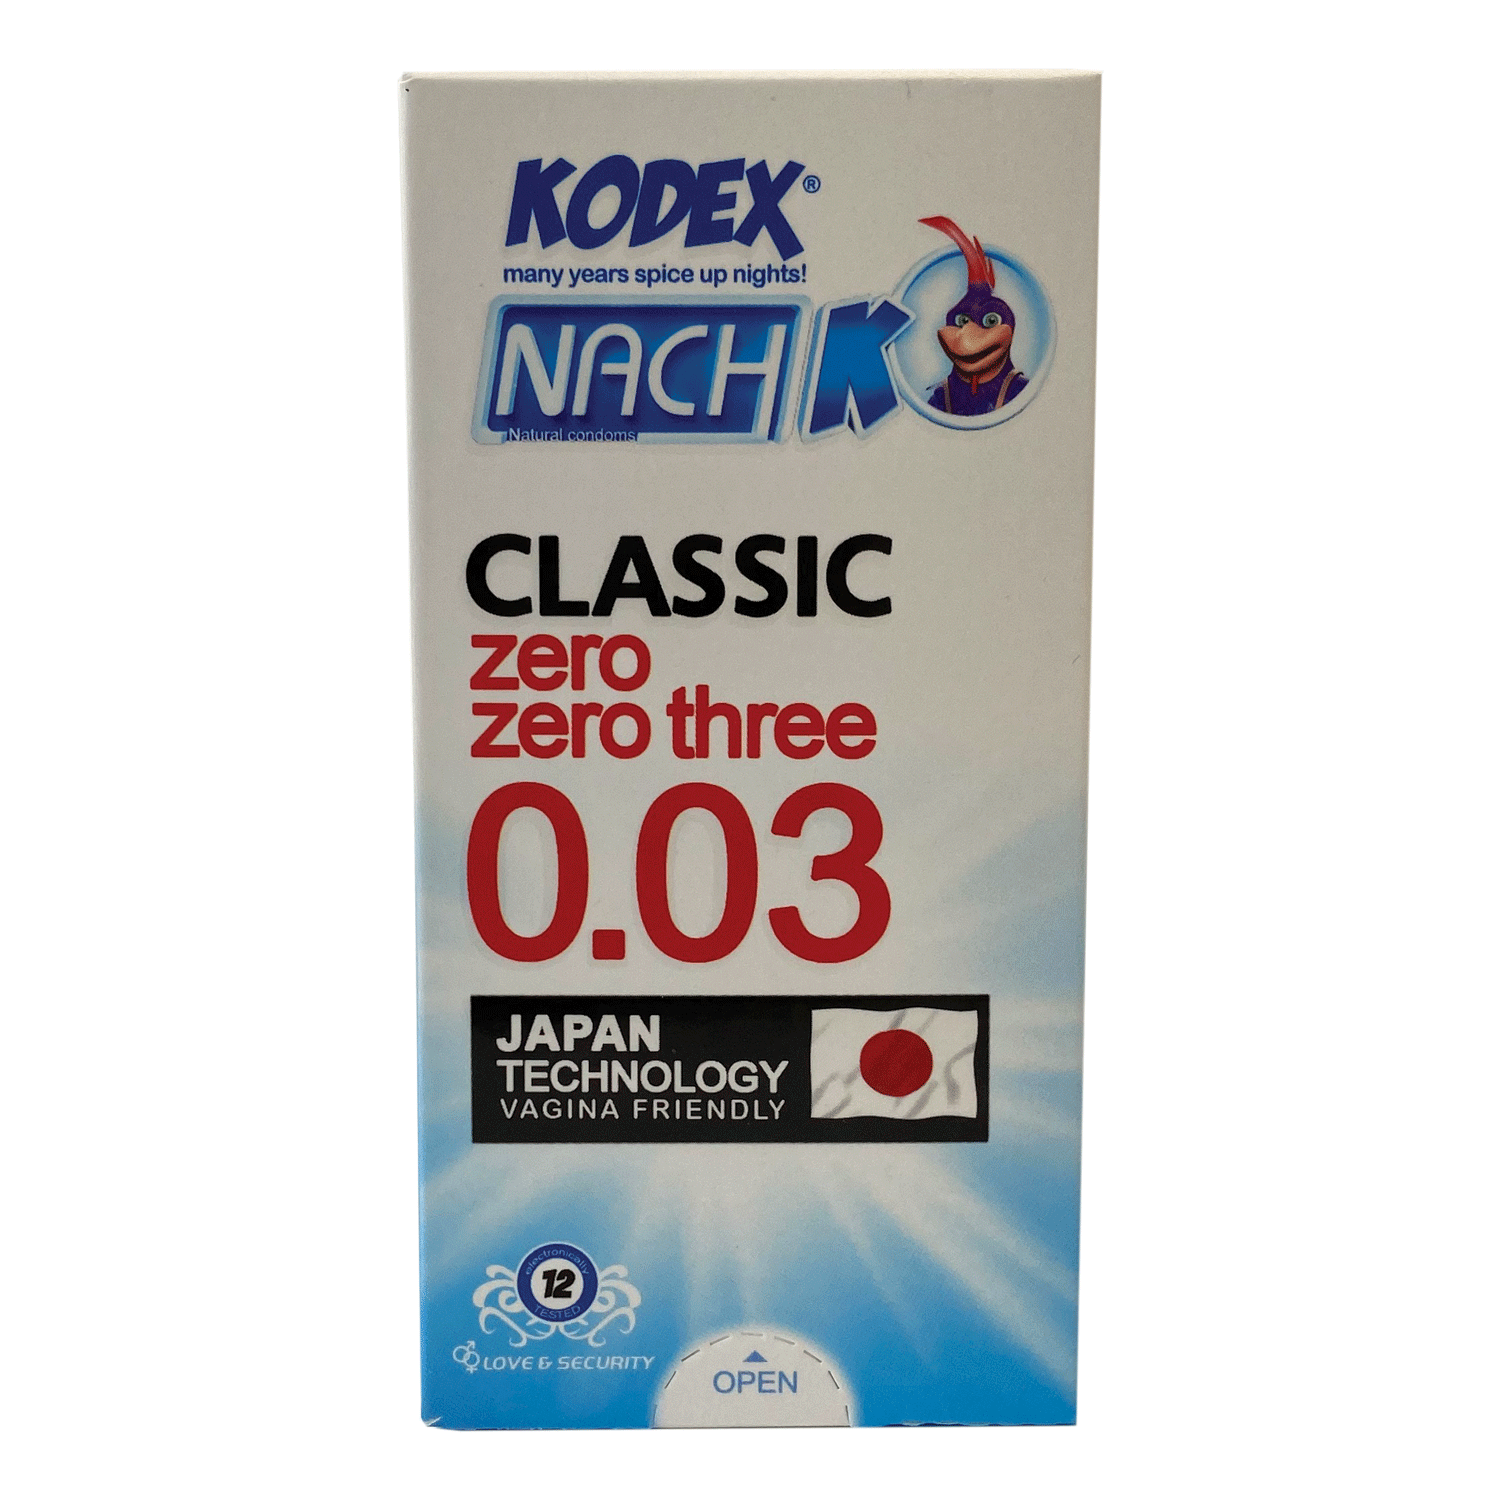 KODEX®
many years spice up nights!
NACH K
Natural condoms
CLASSIC
zero
zero three
0.03
JAPAN
TECHNOLOGY
VAGINA FRIENDLY
electronically
12
TESTED
LOVE & SECURITY
OPEN